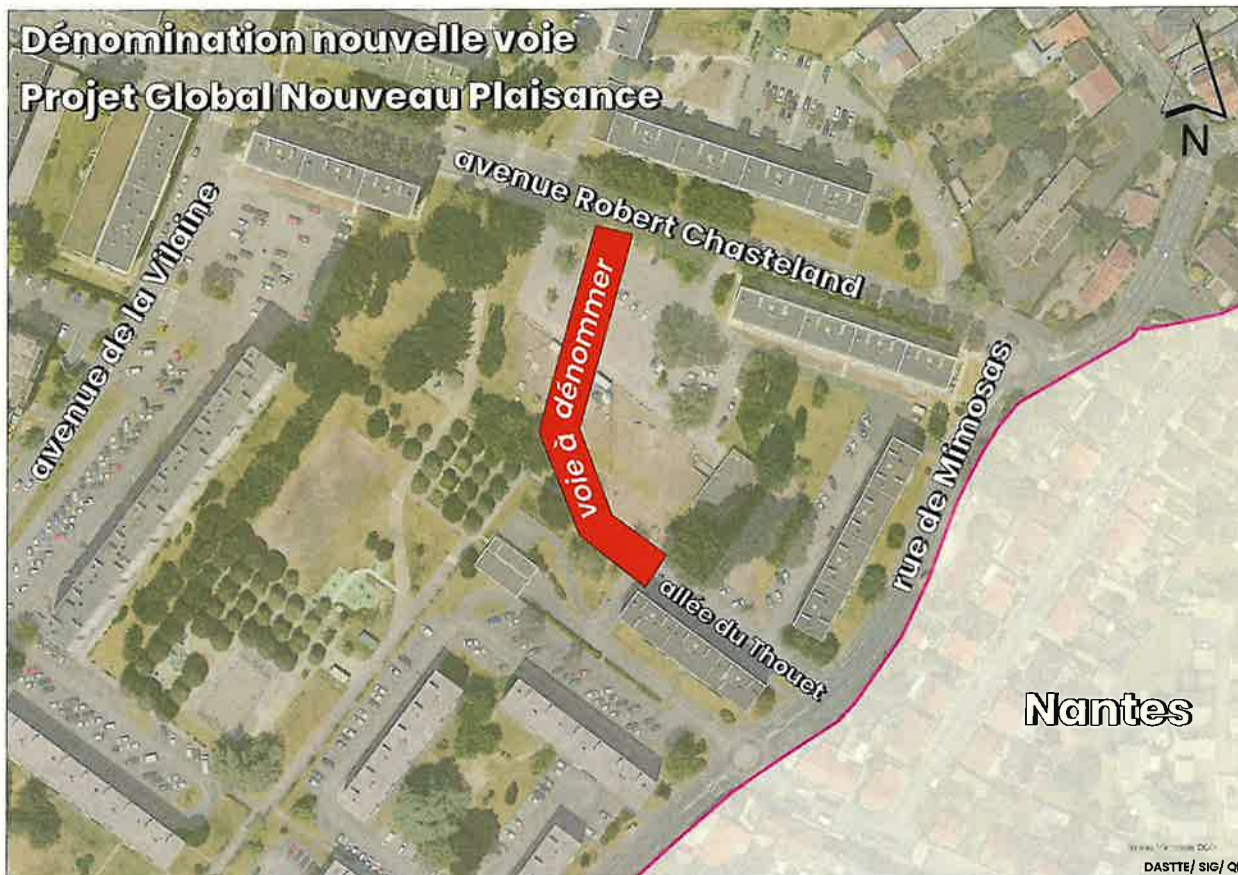 Dénomination nouvelle voie
Projet Global Nouveau Plaisance
N
avenue Robert Chasteland
avenue de la Vilaine
voie à dénommer
rue de Mimosas
allée du Thouet
Nantes
DASTTE/ SIG/